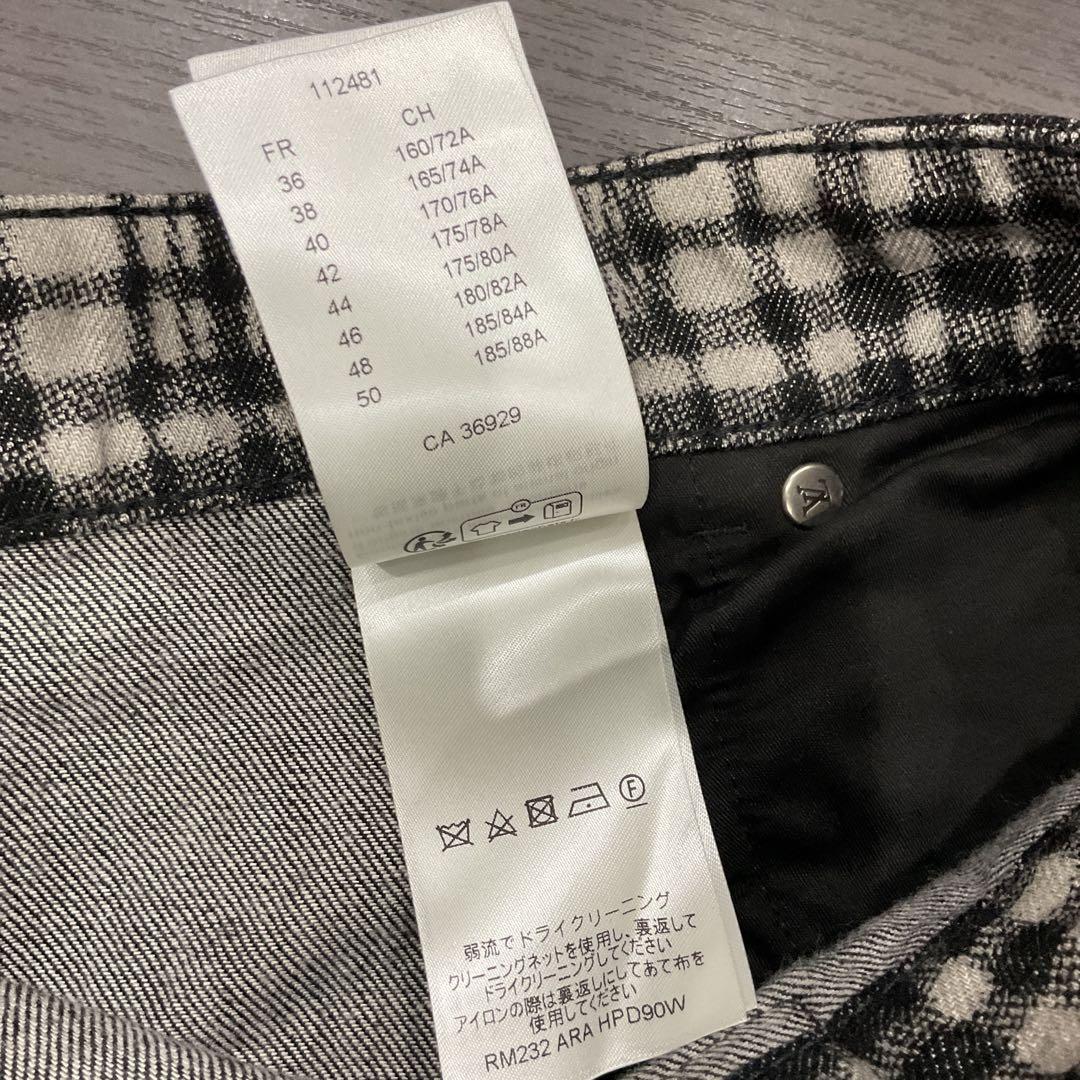 112481
FR CH
36 160/72A
38 165/74A
40 170/76A
42 175/78A
44 175/80A
46 180/82A
48 185/84A
50 185/88A
CA 36929
FR
F
弱流でドライクリーニング
クリーニングネットを使用し、裏返して
ドライクリーニングしてください
アイロンの際は裏返しにしてあて布を
使用してください
RM232 ARA HPD90W